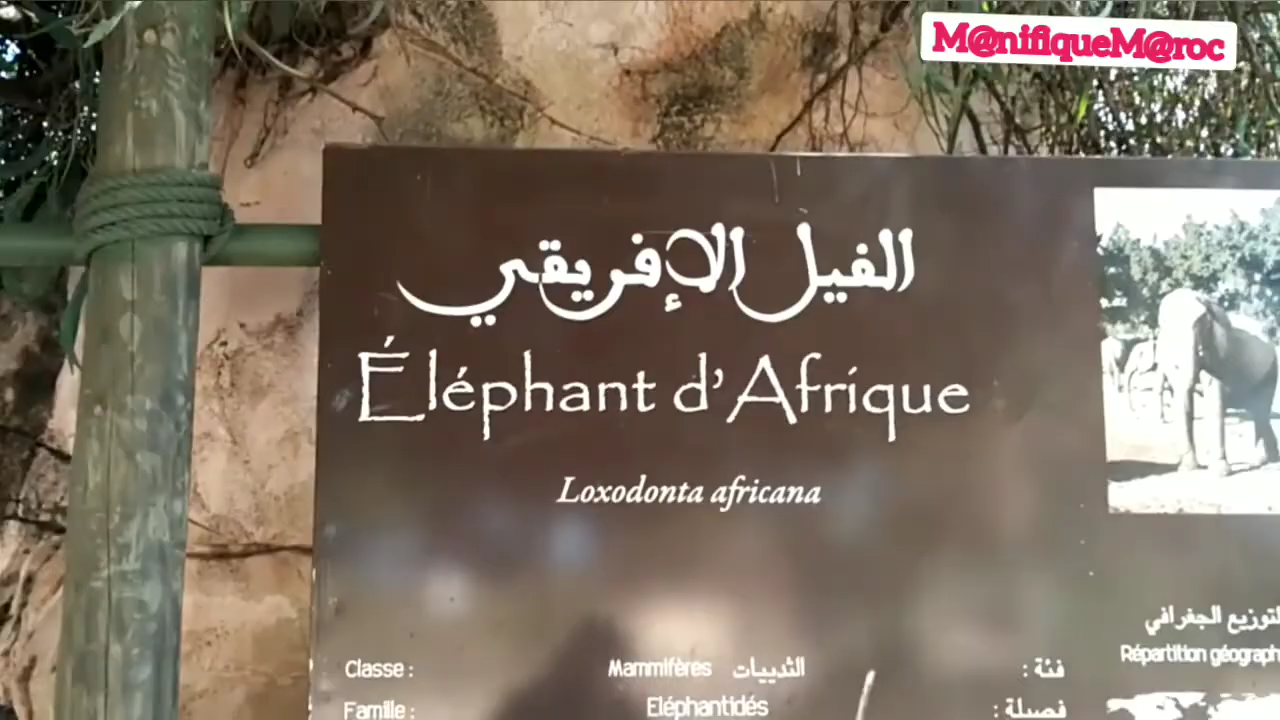 M@nifiqueM@roc
الفيل الإفريقي
Éléphant d'Afrique
Loxodonta africana
Classe : Mammifères الثدييات فئة :
Famille : Eléphantidés فصيلة :
التوزيع الجغرافي
Répartition géograph